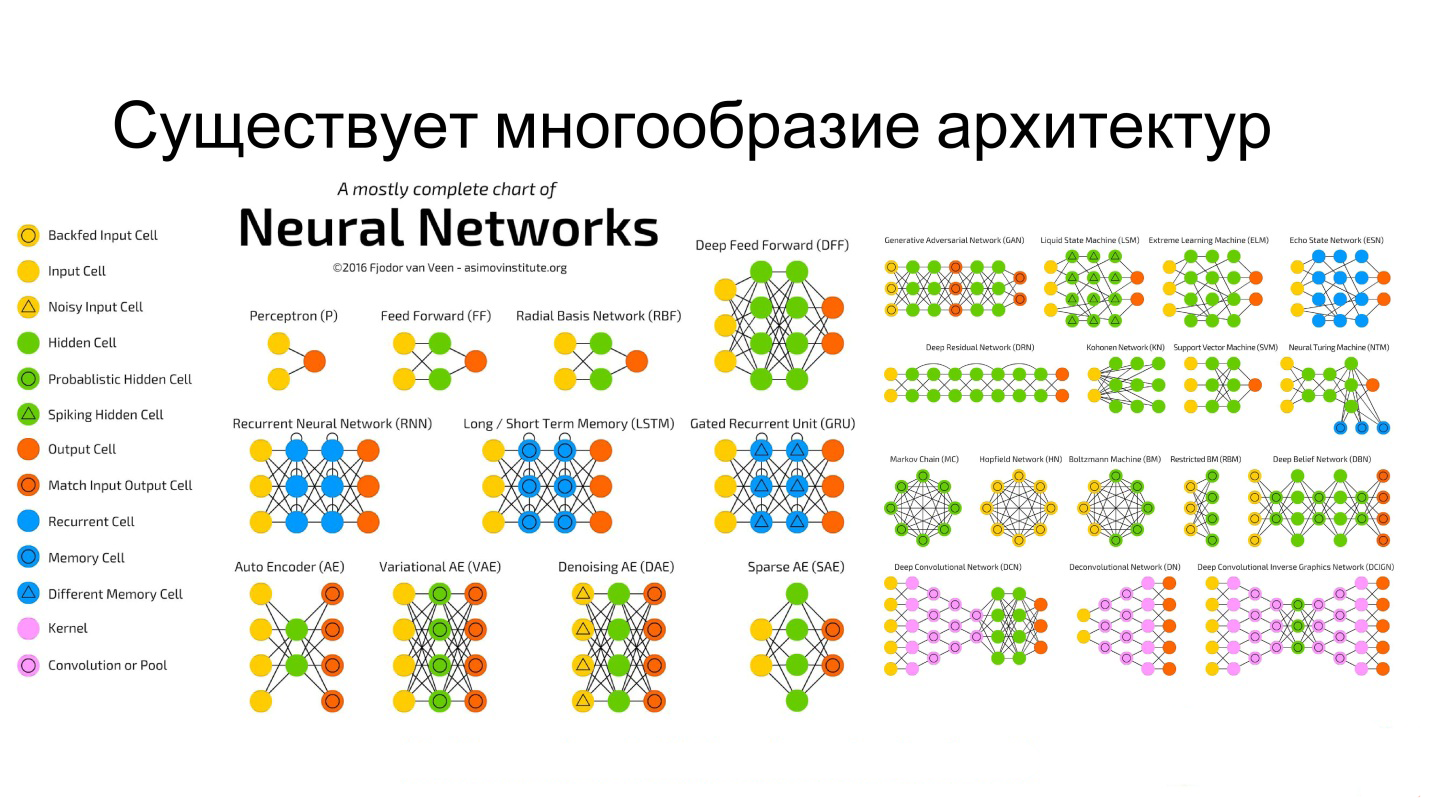 Существует многообразие архитектур
A mostly complete chart of
Neural Networks
©2016 Fjodor van Veen - asimovinstitute.org
Backfed Input Cell
Input Cell
Noisy Input Cell
Hidden Cell
Probablistic Hidden Cell
Spiking Hidden Cell
Output Cell
Match Input Output Cell
Recurrent Cell
Memory Cell
Different Memory Cell
Kernel
Convolution or Pool
Perceptron (P)
Feed Forward (FF)
Radial Basis Network (RBF)
Deep Feed Forward (DFF)
Recurrent Neural Network (RNN)
Long / Short Term Memory (LSTM)
Gated Recurrent Unit (GRU)
Auto Encoder (AE)
Variational AE (VAE)
Denoising AE (DAE)
Sparse AE (SAE)
Generative Adversarial Network (GAN)
Liquid State Machine (LSM)
Extreme Learning Machine (ELM)
Echo State Network (ESN)
Deep Residual Network (DRN)
Kohonen Network (KN)
Support Vector Machine (SVM)
Neural Turing Machine (NTM)
Markov Chain (MC)
Hopfield Network (HN)
Boltzmann Machine (BM)
Restricted BM (RBM)
Deep Belief Network (DBN)
Deep Convolutional Network (DCN)
Deconvolutional Network (DN)
Deep Convolutional Inverse Graphics Network (DCIGN)